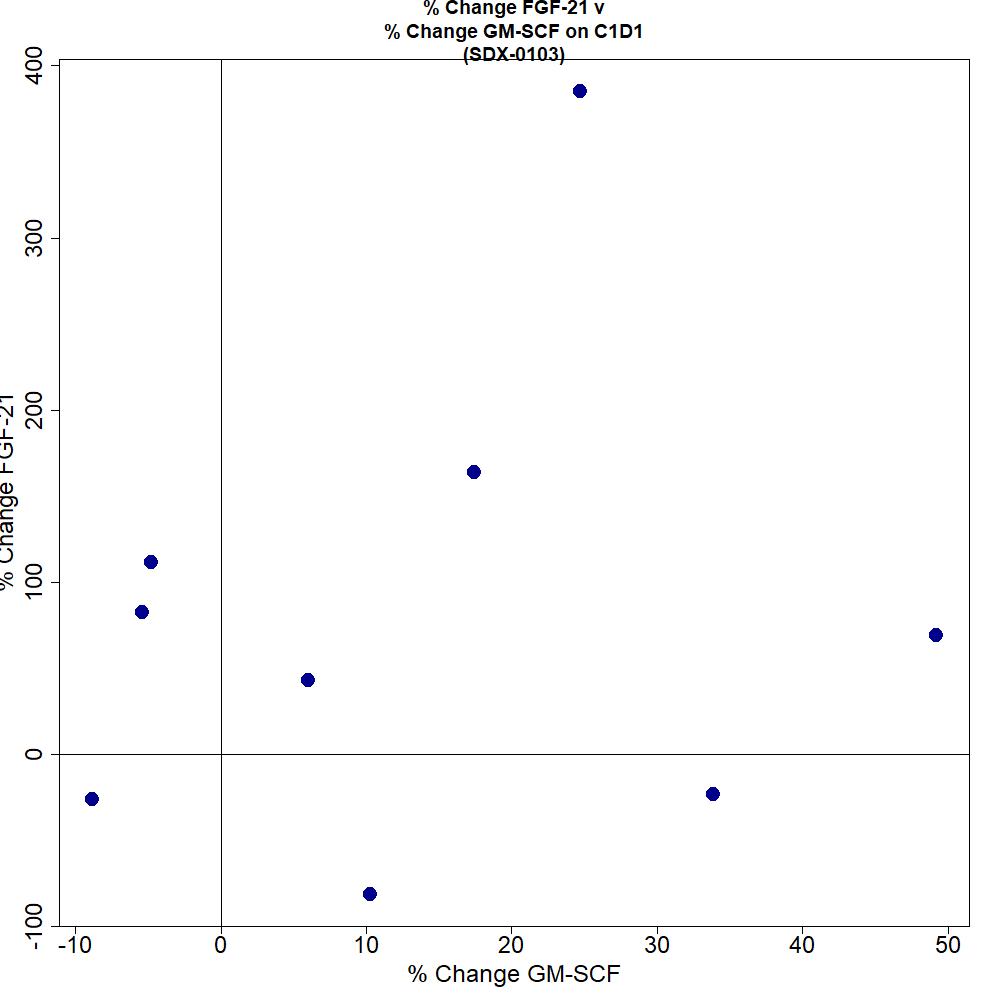 % Change FGF-21 v
% Change GM-SCF on C1D1
(SDX-0103)
400
300
200
100
0
-100
% Change FGF-21
-10 0 10 20 30 40 50
% Change GM-SCF